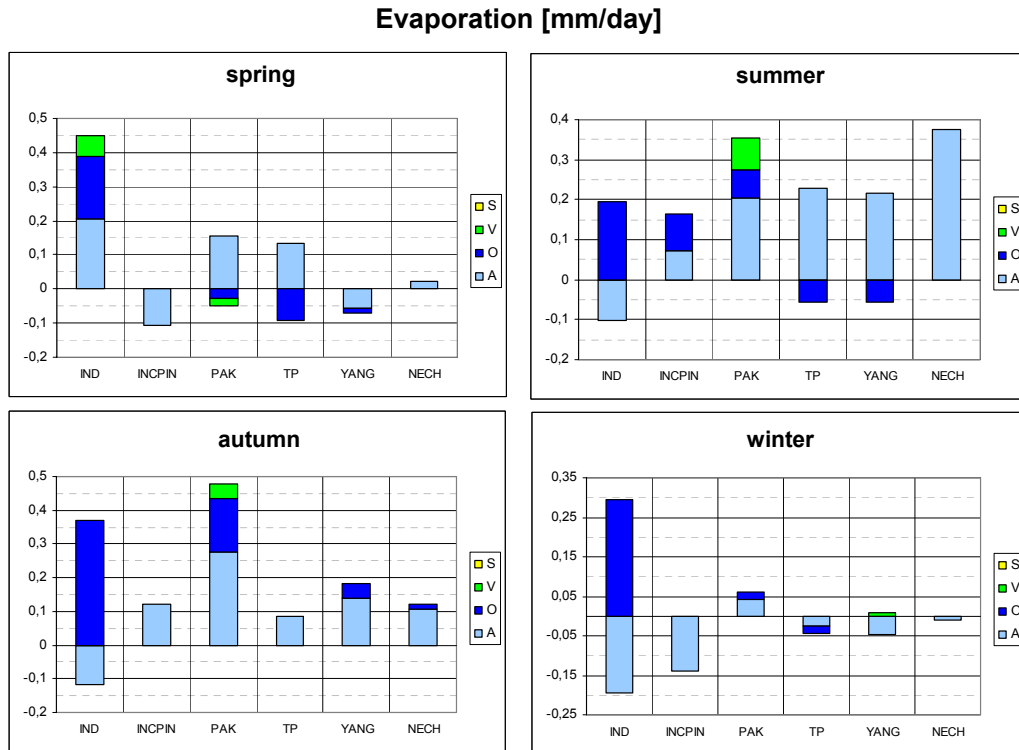 Evaporation [mm/day]
spring
0,5
0,4
0,3
0,2
0,1
0
-0,1
-0,2
IND INCPIN PAK TP YANG NECH
S
V
O
A
summer
0,4
0,3
0,2
0,1
0
-0,1
-0,2
IND INCPIN PAK TP YANG NECH
S
V
O
A
autumn
0,5
0,4
0,3
0,2
0,1
0
-0,1
-0,2
IND INCPIN PAK TP YANG NECH
S
V
O
A
winter
0,35
0,25
0,15
0,05
-0,05
-0,15
-0,25
IND INCPIN PAK TP YANG NECH
S
V
O
A